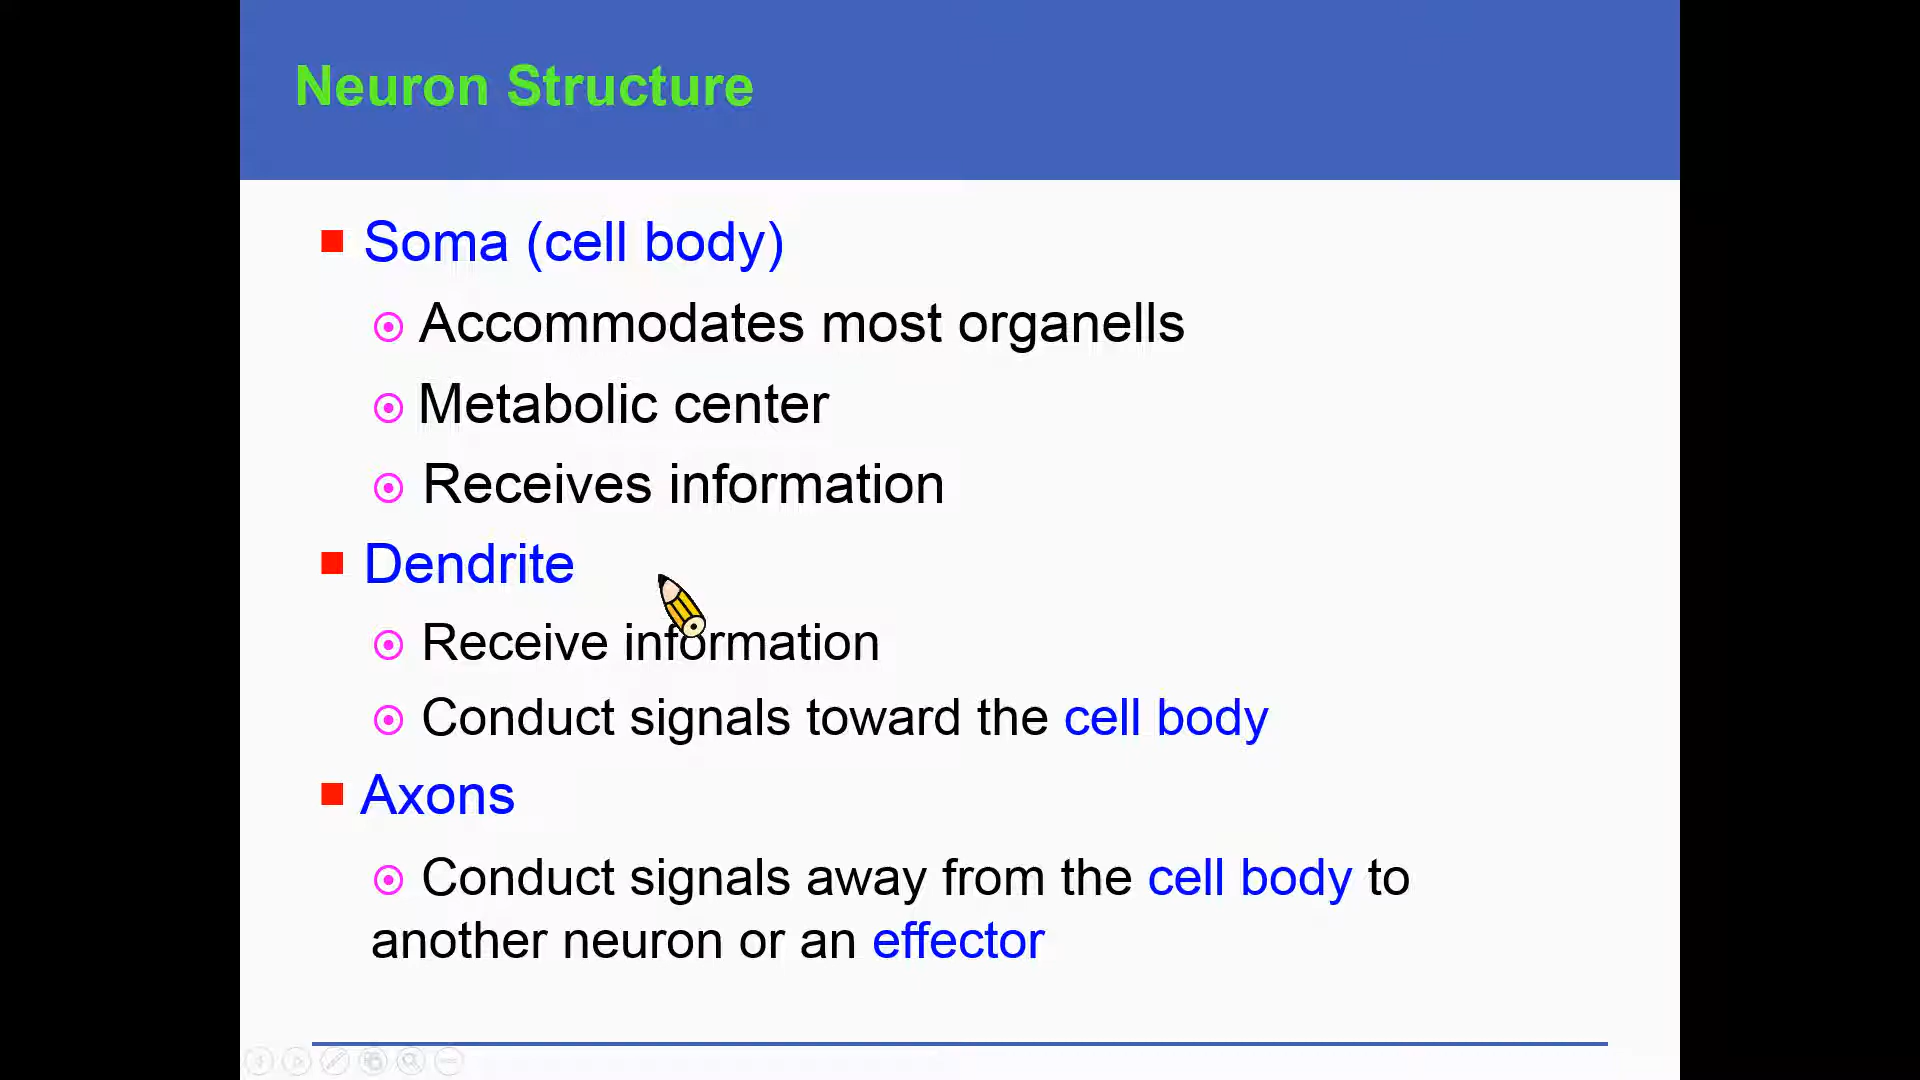 Neuron Structure
Soma (cell body)
Accommodates most organells
Metabolic center
Receives information
Dendrite
Receive information
Conduct signals toward the cell body
Axons
Conduct signals away from the cell body to
another neuron or an effector